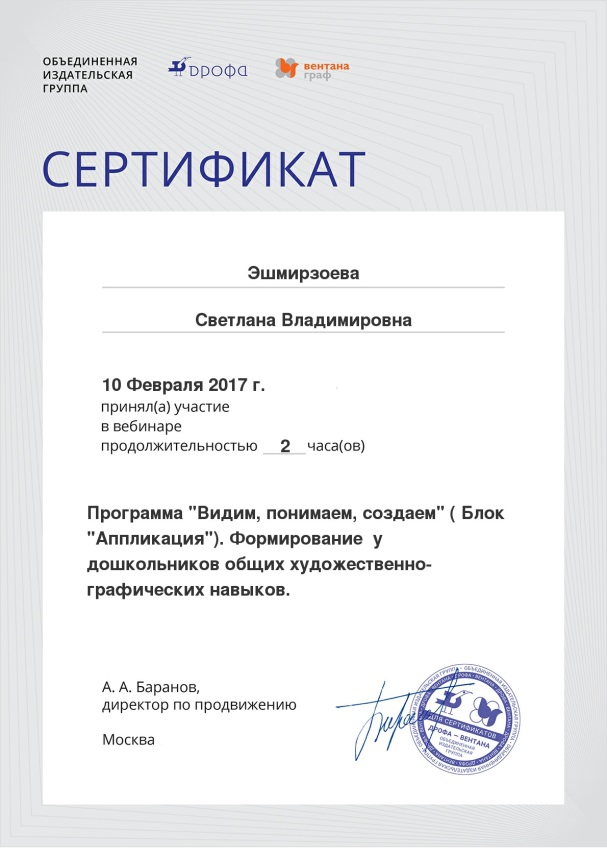 ОБЪЕДИНЕННАЯ
ИЗДАТЕЛЬСКАЯ
ГРУППА
дрофа
вентана
граф
СЕРТИФИКАТ
Эшмирзоева
Светлана Владимировна
10 Февраля 2017 г.
принял(а) участие
в вебинаре
продолжительностью 2 часа(ов)
Программа "Видим, понимаем, создаем" ( Блок
"Аппликация"). Формирование у
дошкольников общих художественно-
графических навыков.
А. А. Баранов,
директор по продвижению
Москва
ДЛЯ СЕРТИФИКАТОВ
ДРОФА – ВЕНТАНА
ОБЪЕДИНЕННАЯ
ИЗДАТЕЛЬСКАЯ
ГРУППА